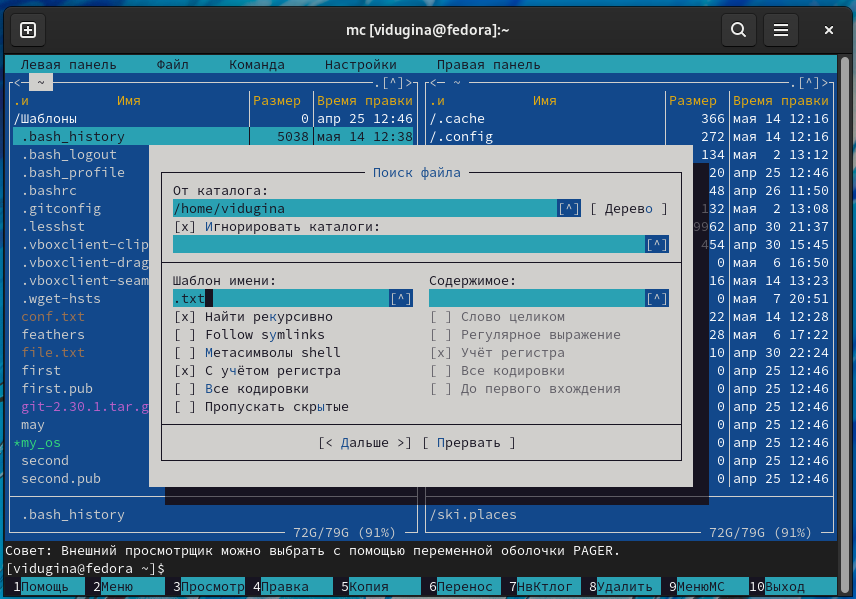 mc [vidugina@fedora]:~
Левая панель Файл Команда Настройки Правая панель
<- ~ .[^]> <- ~ .[^]>
.и Имя Размер Время правки .и Имя Размер Время правки
/Шаблоны 0 апр 25 12:46 /.cache 366 мая 14 12:16
.bash_history 5038 мая 14 12:38 /.config 272 мая 14 12:16
.bash_logout 134 мая 2 13:12
.bash_profile Поиск файла 20 апр 25 12:46
.bashrc От каталога: 48 апр 26 11:50
.gitconfig /home/vidugina [^] [ Дерево ] 132 мая 2 13:08
.lesshst [x] Игнорировать каталоги: 9962 апр 30 21:37
.vboxclient-clip [^] 454 апр 30 15:45
.vboxclient-drag 0 мая 6 16:50
.vboxclient-seam Шаблон имени: Содержимое: 16 мая 14 13:23
.wget-hsts .txt [^] [^] 0 мая 7 20:51
conf.txt [x] Найти рекурсивно [ ] Слово целиком 22 мая 14 12:28
feathers [ ] Follow symlinks [ ] Регулярное выражение 28 мая 6 17:22
file.txt [ ] Метасимволы shell [x] Учёт регистра 10 апр 30 22:24
first [x] С учётом регистра [ ] Все кодировки 0 апр 25 12:46
first.pub [ ] Все кодировки [ ] До первого вхождения 0 апр 25 12:46
git-2.30.1.tar.g [ ] Пропускать скрытые 0 апр 25 12:46
may 0 апр 25 12:46
*my_os [< Дальше >] [ Прервать ] 0 апр 25 12:46
second 0 апр 25 12:46
second.pub 0 апр 25 12:46
.bash_history /ski.places
72G/79G (91%) 72G/79G (91%)
Совет: Внешний просмотрщик можно выбрать с помощью переменной оболочки PAGER.
[vidugina@fedora ~]$
1Помощь 2Меню 3Просмотр 4Правка 5Копия 6Перенос 7НвКтлог 8Удалить 9МенюМС 10Выход